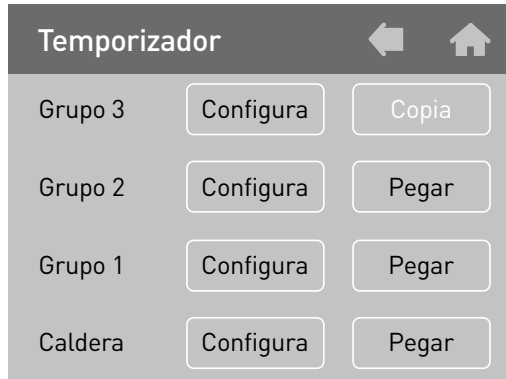 Temporizador
Grupo 3 Configura Copia
Grupo 2 Configura Pegar
Grupo 1 Configura Pegar
Caldera Configura Pegar